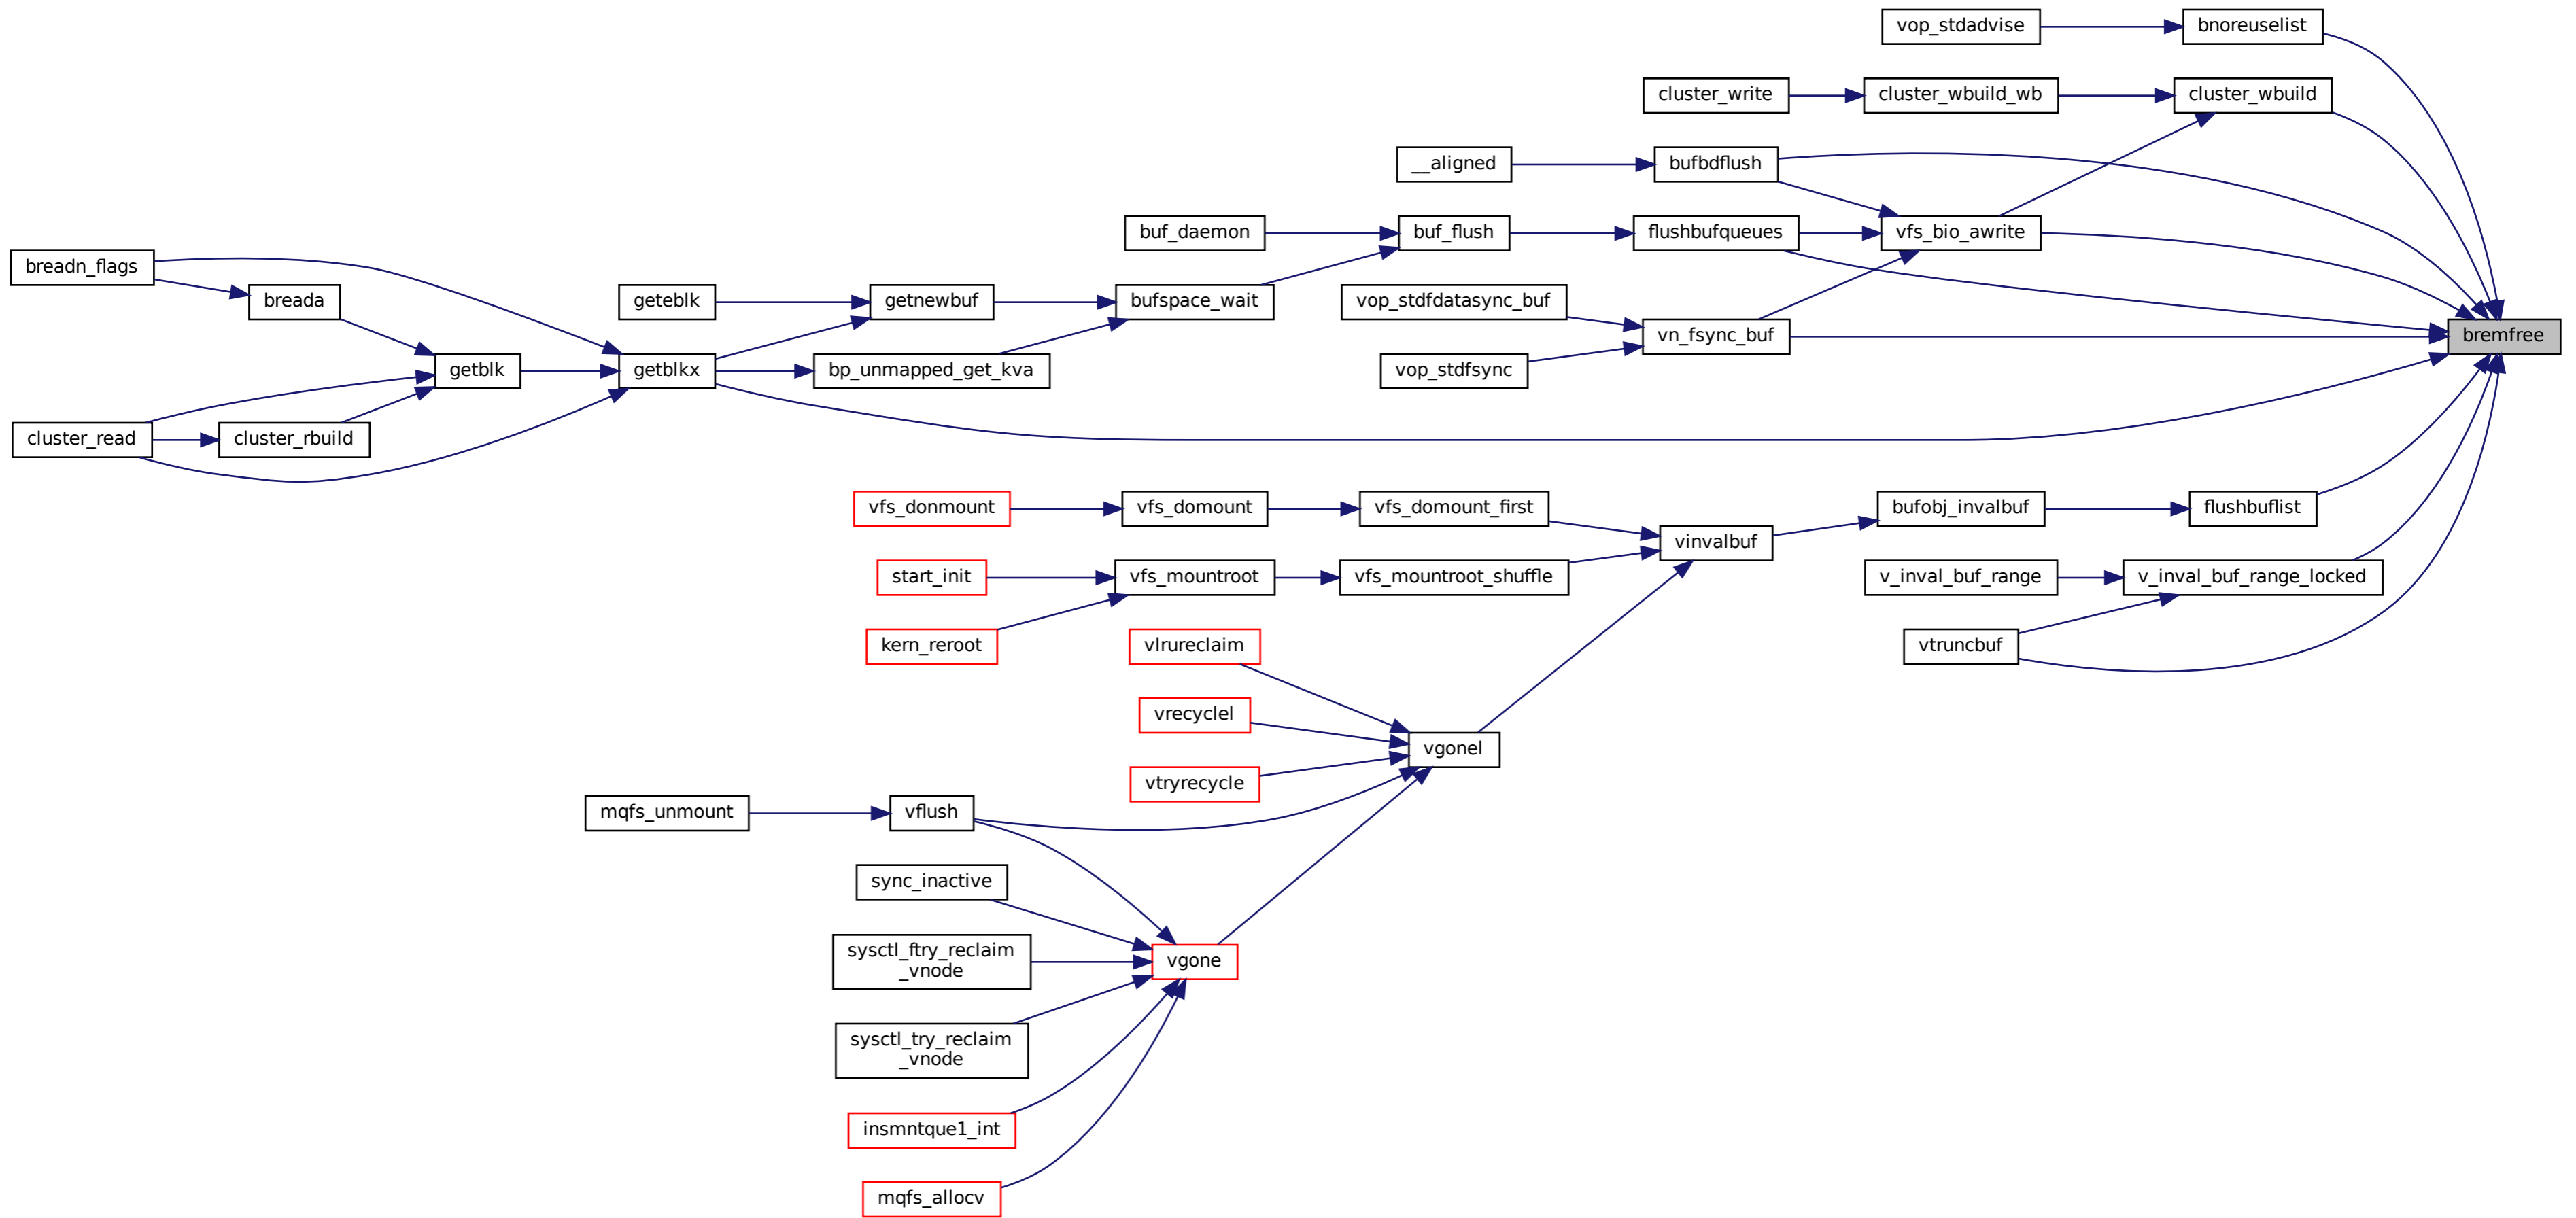 vop_stdadvise
bnoreuselist
cluster_write
cluster_wbuild_wb
cluster_wbuild
__aligned
bufbdflush
buf_daemon
buf_flush
flushbufqueues
vfs_bio_awrite
breadn_flags
breada
geteblk
getnewbuf
bufspace_wait
vop_stdfdatasync_buf
vn_fsync_buf
bremfree
getblk
getblkx
bp_unmapped_get_kva
vop_stdfsync
cluster_read
cluster_rbuild
vfs_donmount
vfs_domount
vfs_domount_first
bufobj_invalbuf
flushbuflist
vinvalbuf
start_init
vfs_mountroot
vfs_mountroot_shuffle
v_inval_buf_range
v_inval_buf_range_locked
kern_reroot
vlrureclaim
vtruncbuf
vrecyclel
vgonel
vtryrecycle
mqfs_unmount
vflush
sync_inactive
sysctl_ftry_reclaim
_vnode
vgone
sysctl_try_reclaim
_vnode
insmntque1_int
mqfs_allocv